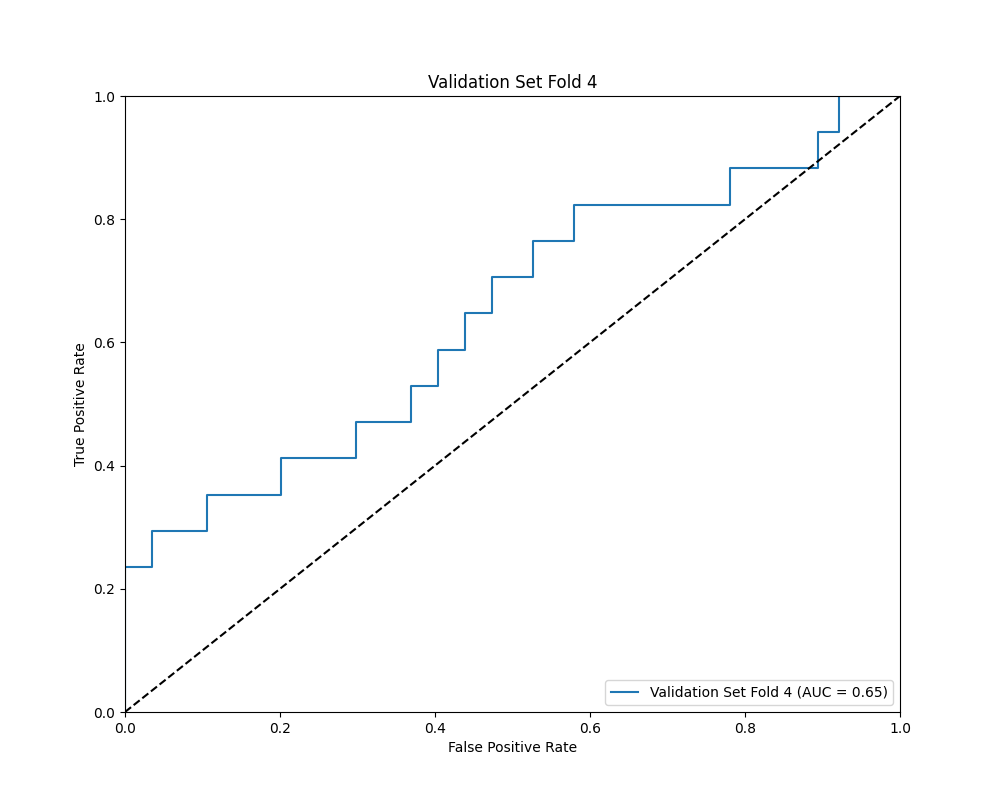 Validation Set Fold 4
1.0
0.8
0.6
0.4
0.2
0.0
True Positive Rate
Validation Set Fold 4 (AUC = 0.65)
0.0 0.2 0.4 0.6 0.8 1.0
False Positive Rate